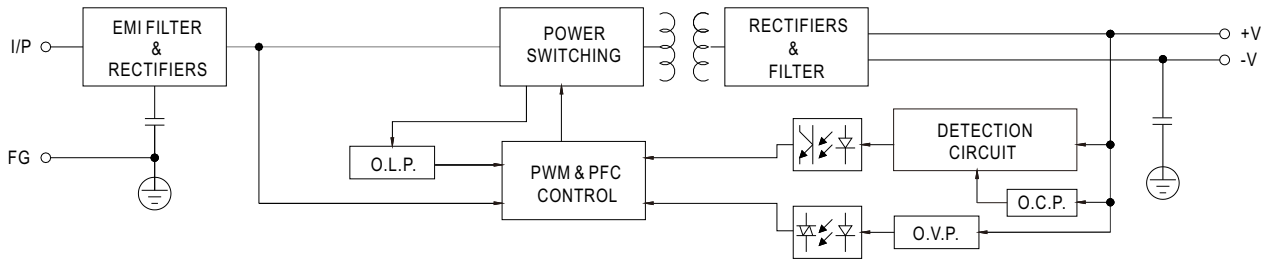 I/P
EMI FILTER
&
RECTIFIERS
POWER
SWITCHING
RECTIFIERS
&
FILTER
+V
-V
FG
O.L.P.
PWM & PFC
CONTROL
DETECTION
CIRCUIT
O.C.P.
O.V.P.